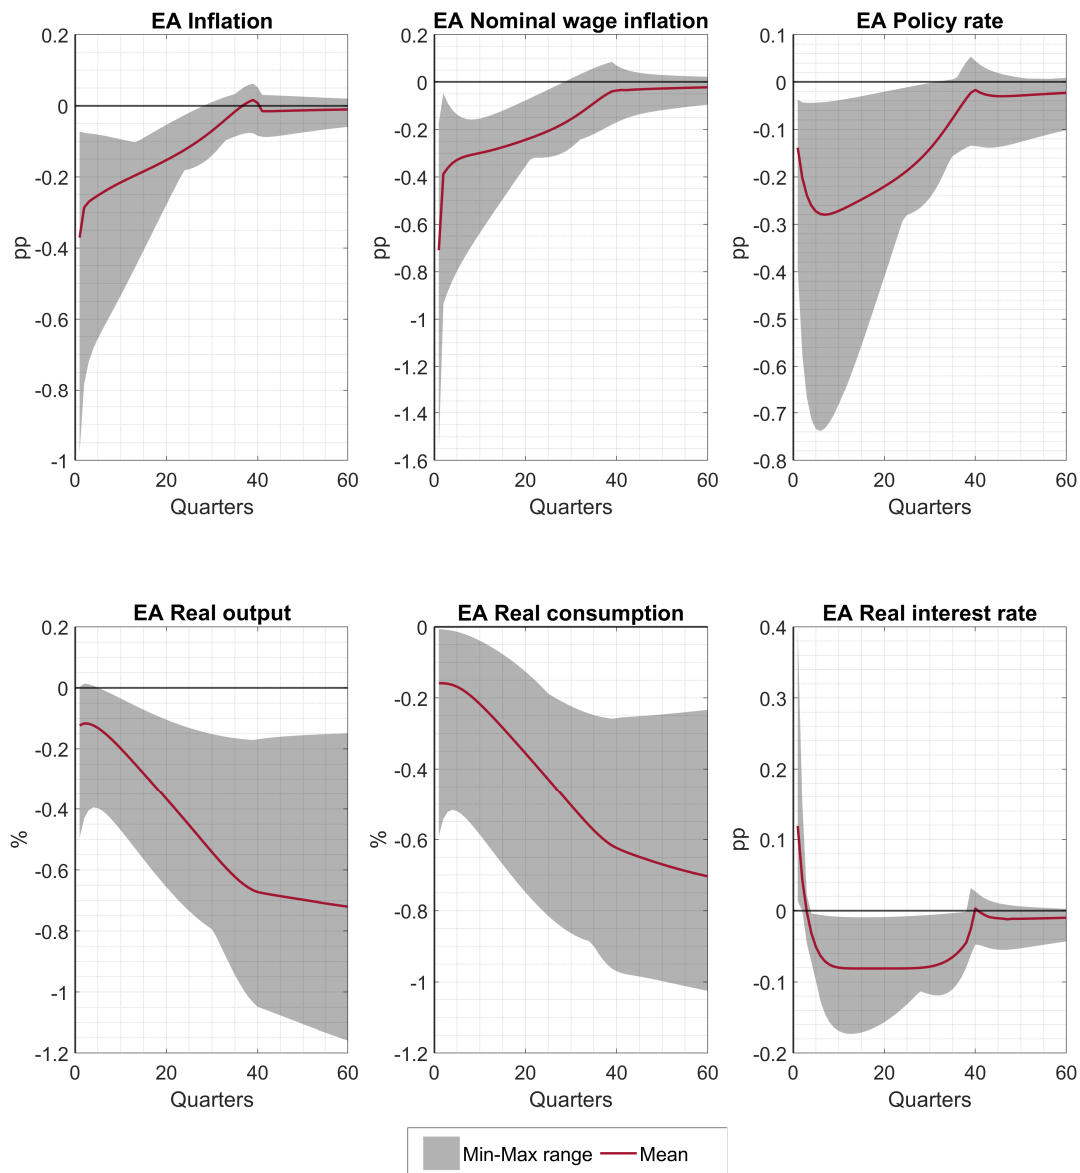 EA Inflation
0.2
0
-0.2
-0.4
-0.6
-0.8
-1
pp
0 20 40 60
Quarters
EA Nominal wage inflation
0.2
0
-0.2
-0.4
-0.6
-0.8
-1
-1.2
-1.4
-1.6
pp
0 20 40 60
Quarters
EA Policy rate
0.1
0
-0.1
-0.2
-0.3
-0.4
-0.5
-0.6
-0.7
-0.8
pp
0 20 40 60
Quarters
EA Real output
0.2
0
-0.2
-0.4
-0.6
-0.8
-1
-1.2
%
0 20 40 60
Quarters
EA Real consumption
0
-0.2
-0.4
-0.6
-0.8
-1
-1.2
%
0 20 40 60
Quarters
EA Real interest rate
0.4
0.3
0.2
0.1
0
-0.1
-0.2
pp
0 20 40 60
Quarters
Min-Max range Mean